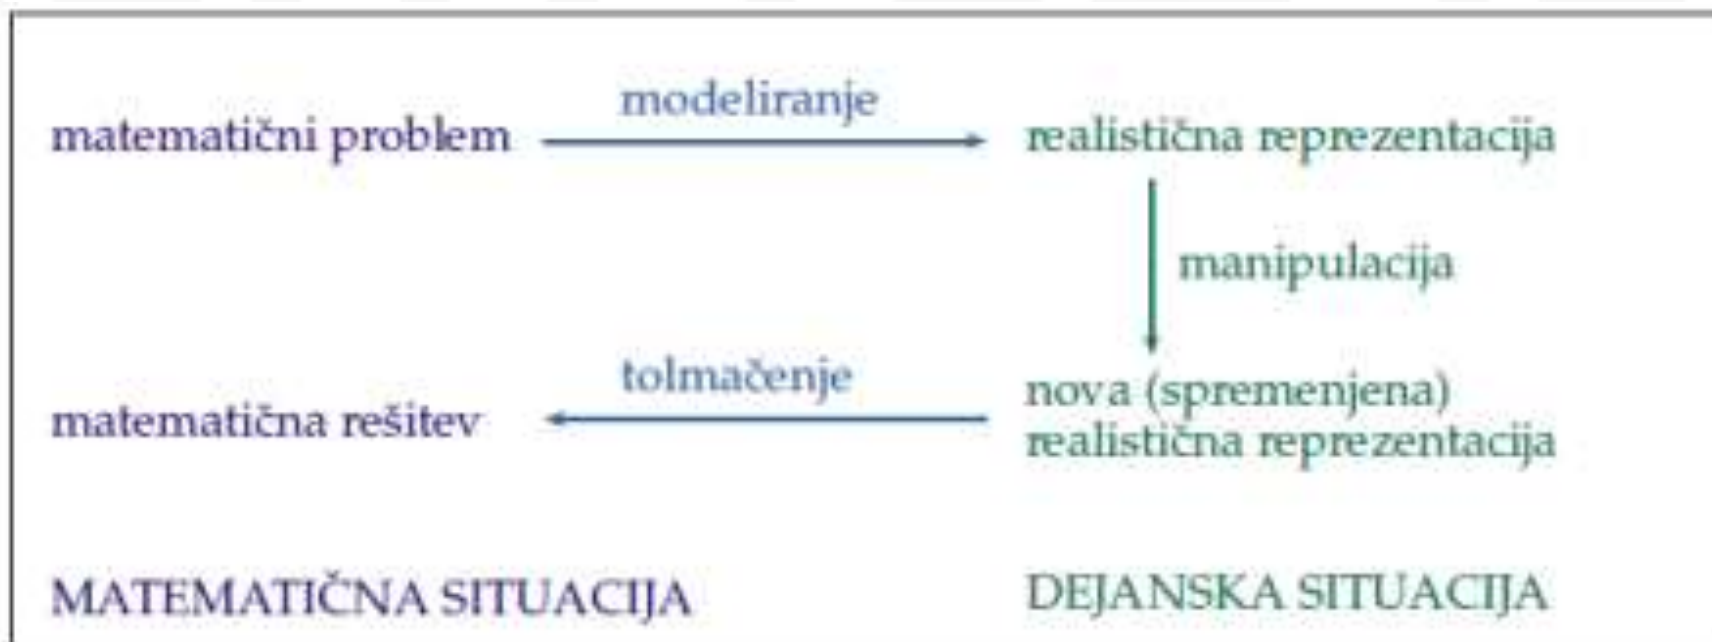 modeliranje
matematični problem
realistična reprezentacija
manipulacija
tolmačenje
nova (spremenjena)
matematična rešitev
realistična reprezentacija
MATEMATIČNA SITUACIJA
DEJANSKA SITUACIJA